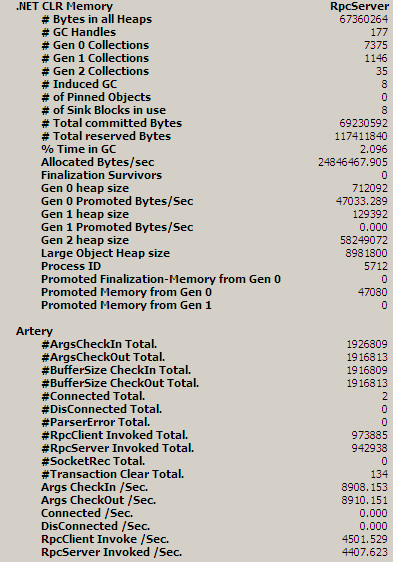 .NET CLR Memory RpcServer
# Bytes in all Heaps 67360264
# GC Handles 177
# Gen 0 Collections 7375
# Gen 1 Collections 1146
# Gen 2 Collections 35
# Induced GC 8
# of Pinned Objects 0
# of Sink Blocks in use 8
# Total committed Bytes 69230592
# Total reserved Bytes 117411840
% Time in GC 2.096
Allocated Bytes/sec 24846467.905
Finalization Survivors 0
Gen 0 heap size 712092
Gen 0 Promoted Bytes/Sec 47033.289
Gen 1 heap size 129392
Gen 1 Promoted Bytes/Sec 0.000
Gen 2 heap size 58249072
Large Object Heap size 8981800
Process ID 5712
Promoted Finalization-Memory from Gen 0 0
Promoted Memory from Gen 0 47080
Promoted Memory from Gen 1 0
Artery
#ArgsCheckIn Total. 1926809
#ArgsCheckOut Total. 1916813
#BufferSize CheckIn Total. 1916809
#BufferSize CheckOut Total. 1916813
#Connected Total. 2
#DisConnected Total. 0
#ParserError Total. 0
#RpcClient Invoked Total. 973885
#RpcServer Invoked Total. 942938
#SocketRec Total. 0
#Transaction Clear Total. 134
Args CheckIn /Sec. 8908.153
Args CheckOut /Sec. 8910.151
Connected /Sec. 0.000
DisConnected /Sec. 0.000
RpcClient Invoke /Sec. 4501.529
RpcServer Invoked /Sec. 4407.623